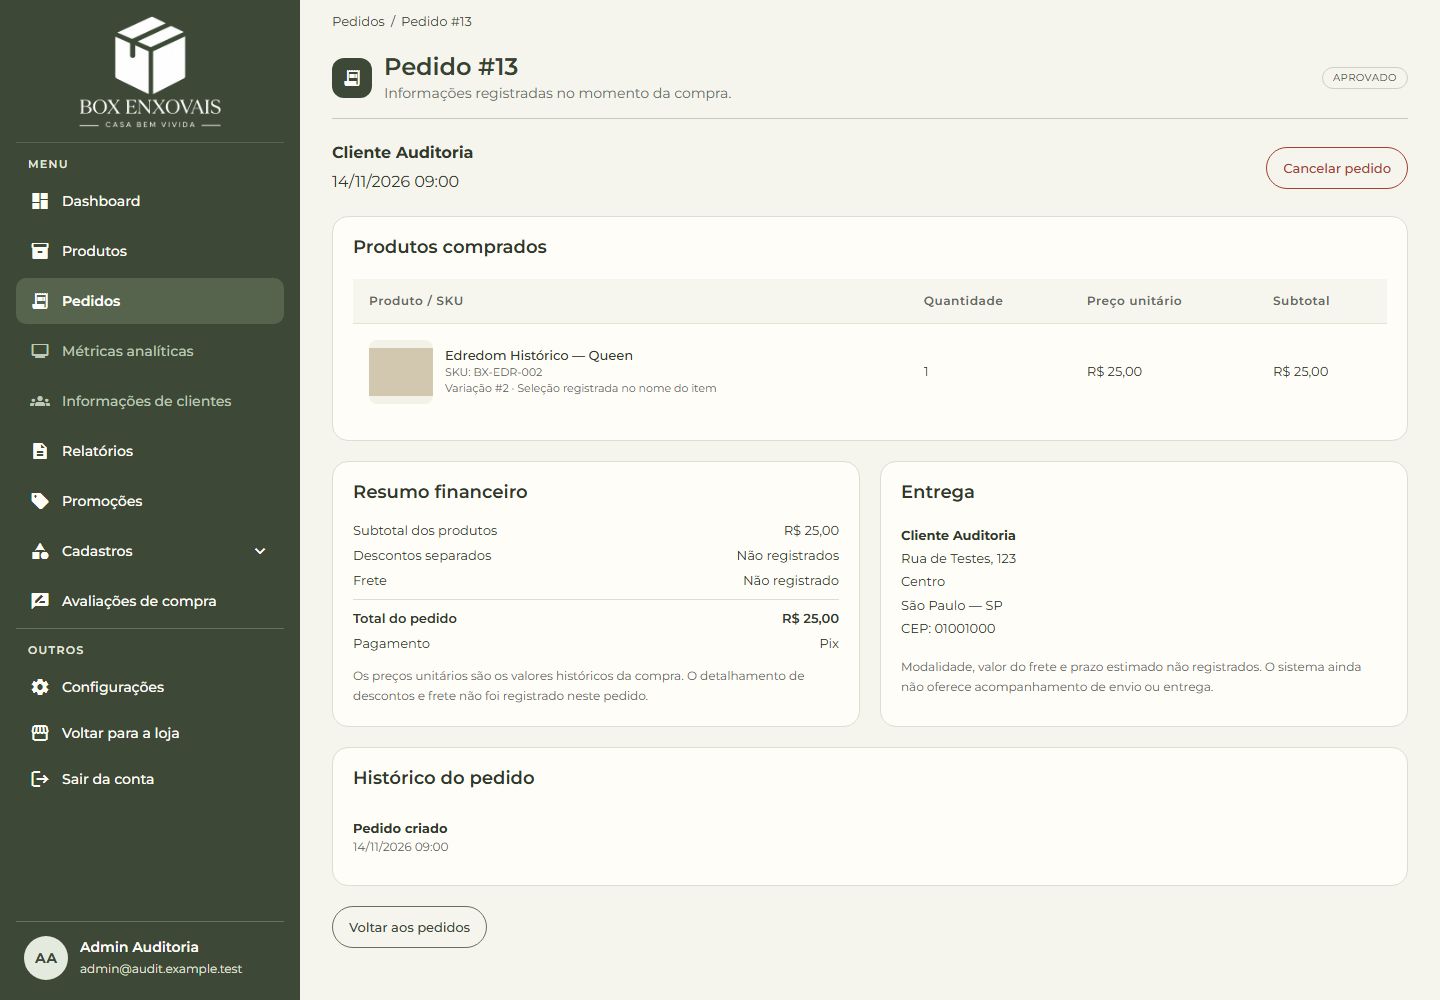 BOX ENXOVAIS
CASA BEM VIVIDA
MENU
Dashboard
Produtos
Pedidos
Métricas analíticas
Informações de clientes
Relatórios
Promoções
Cadastros
Avaliações de compra
OUTROS
Configurações
Voltar para a loja
Sair da conta
AA
Admin Auditoria
admin@audit.example.test
Pedidos / Pedido #13
Pedido #13
Informações registradas no momento da compra.
APROVADO
Cliente Auditoria
14/11/2026 09:00
Cancelar pedido
Produtos comprados
Produto / SKU Quantidade Preço unitário Subtotal
Edredom Histórico — Queen
SKU: BX-EDR-002
Variação #2 · Seleção registrada no nome do item
1 R$ 25,00 R$ 25,00
Resumo financeiro
Subtotal dos produtos R$ 25,00
Descontos separados Não registrados
Frete Não registrado
Total do pedido R$ 25,00
Pagamento Pix
Os preços unitários são os valores históricos da compra. O detalhamento de
descontos e frete não foi registrado neste pedido.
Entrega
Cliente Auditoria
Rua de Testes, 123
Centro
São Paulo — SP
CEP: 01001000
Modalidade, valor do frete e prazo estimado não registrados. O sistema ainda
não oferece acompanhamento de envio ou entrega.
Histórico do pedido
Pedido criado
14/11/2026 09:00
Voltar aos pedidos